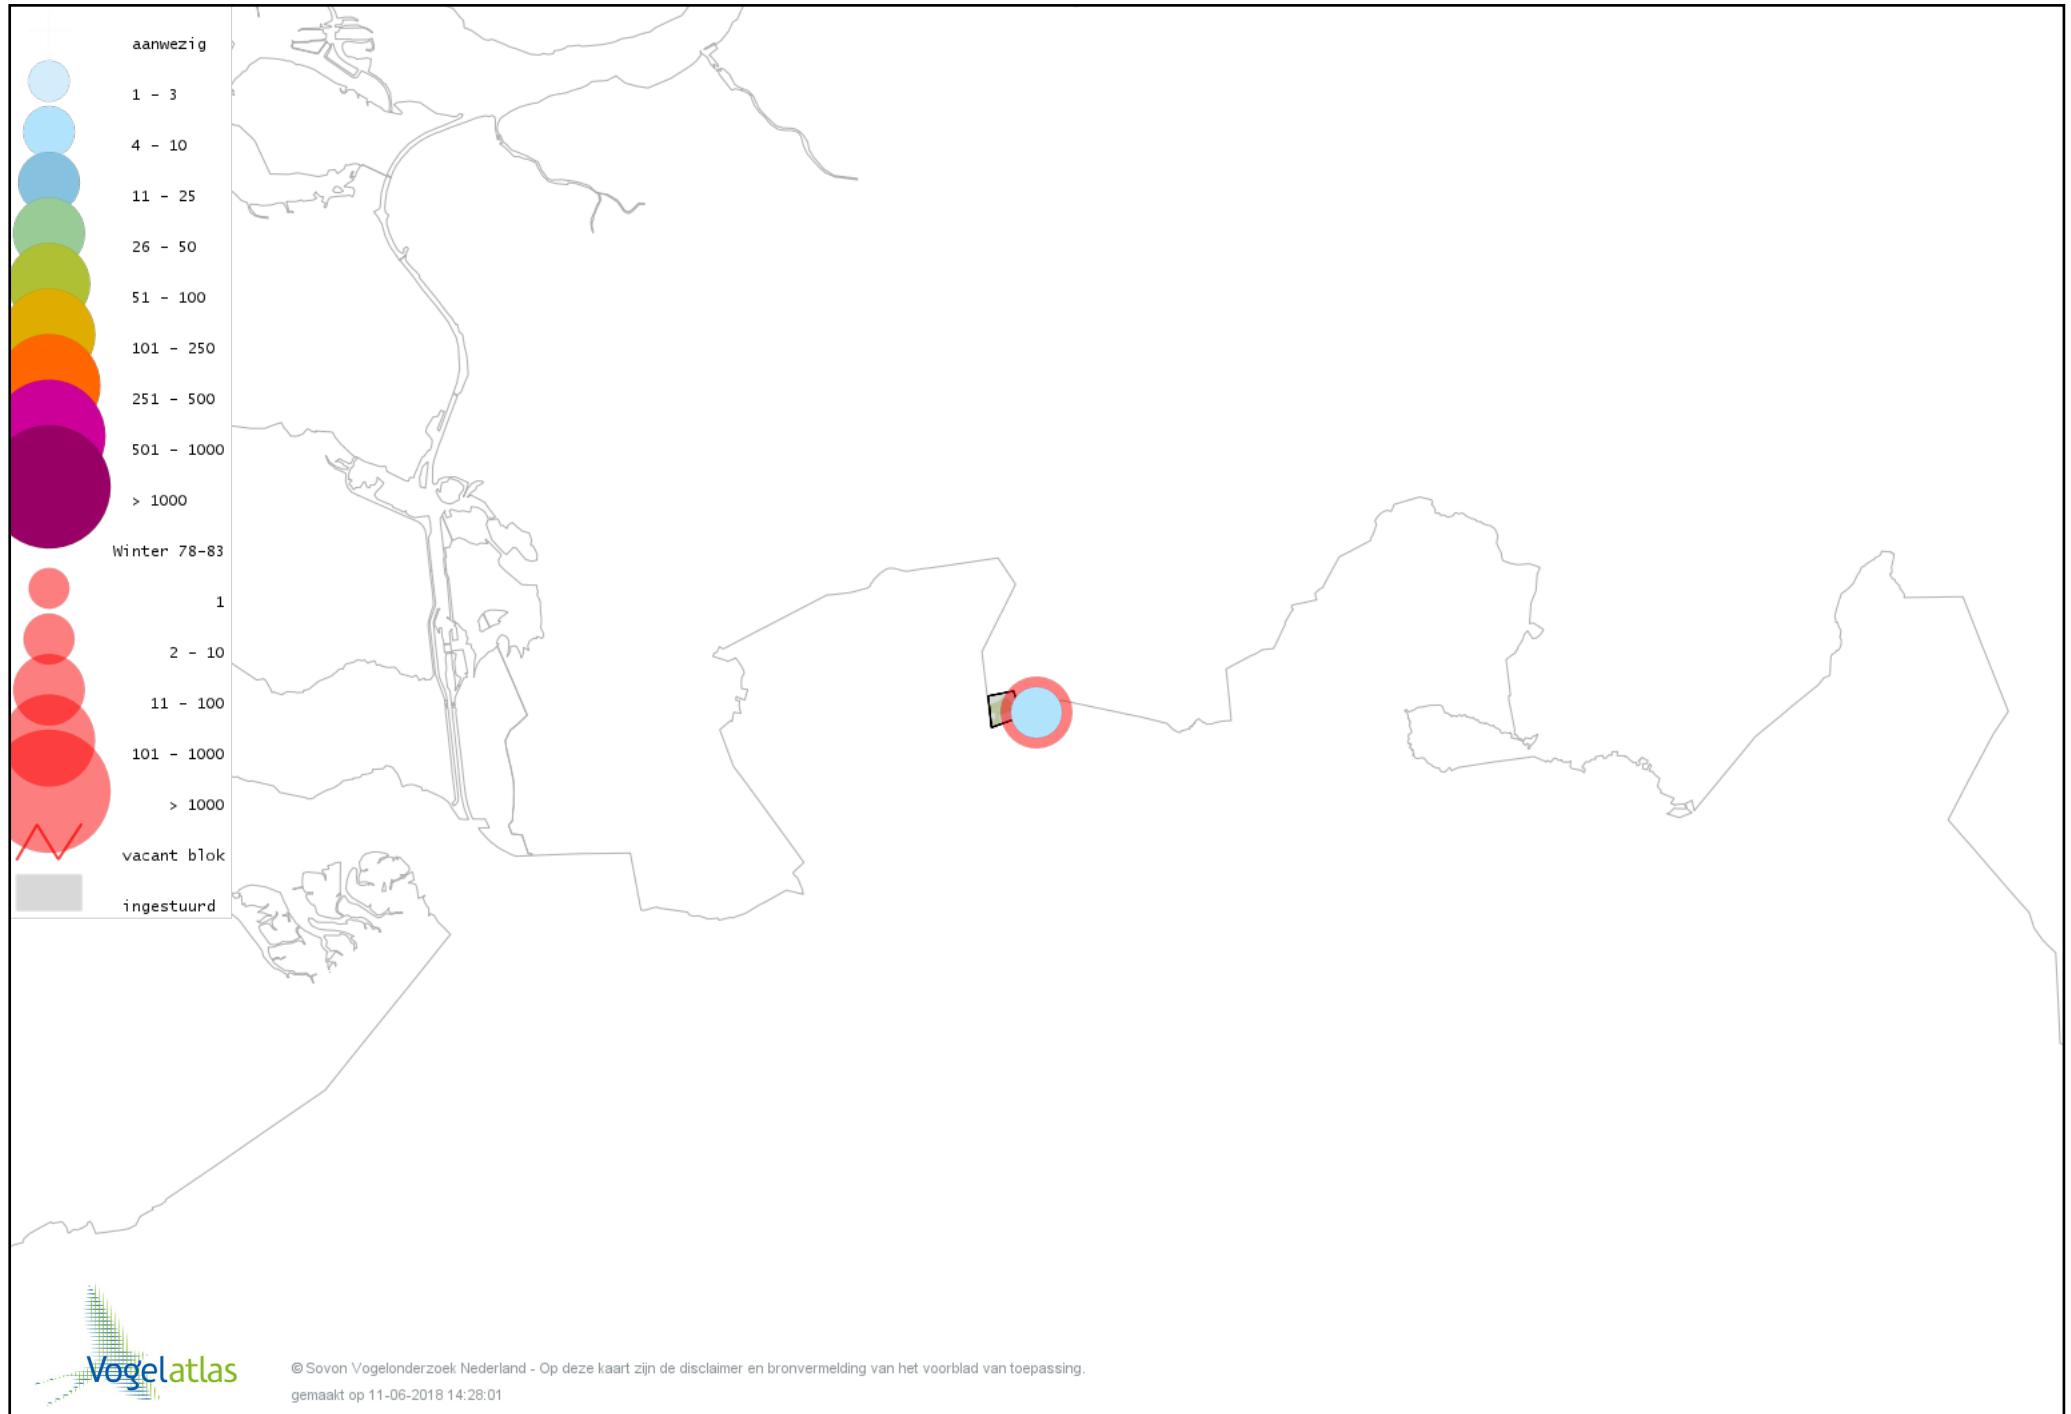 aanwezig
1 - 3
4 - 10
11 - 25
26 - 50
51 - 100
101 - 250
251 - 500
501 - 1000
> 1000
Winter 78-83
1
2 - 10
11 - 100
101 - 1000
> 1000
vacant blok
ingestuurd
Vogelatlas
© Sovon Vogelonderzoek Nederland - Op deze kaart zijn de disclaimer en bronvermelding van het voorblad van toepassing.
gemaakt op 11-06-2018 14:28:01